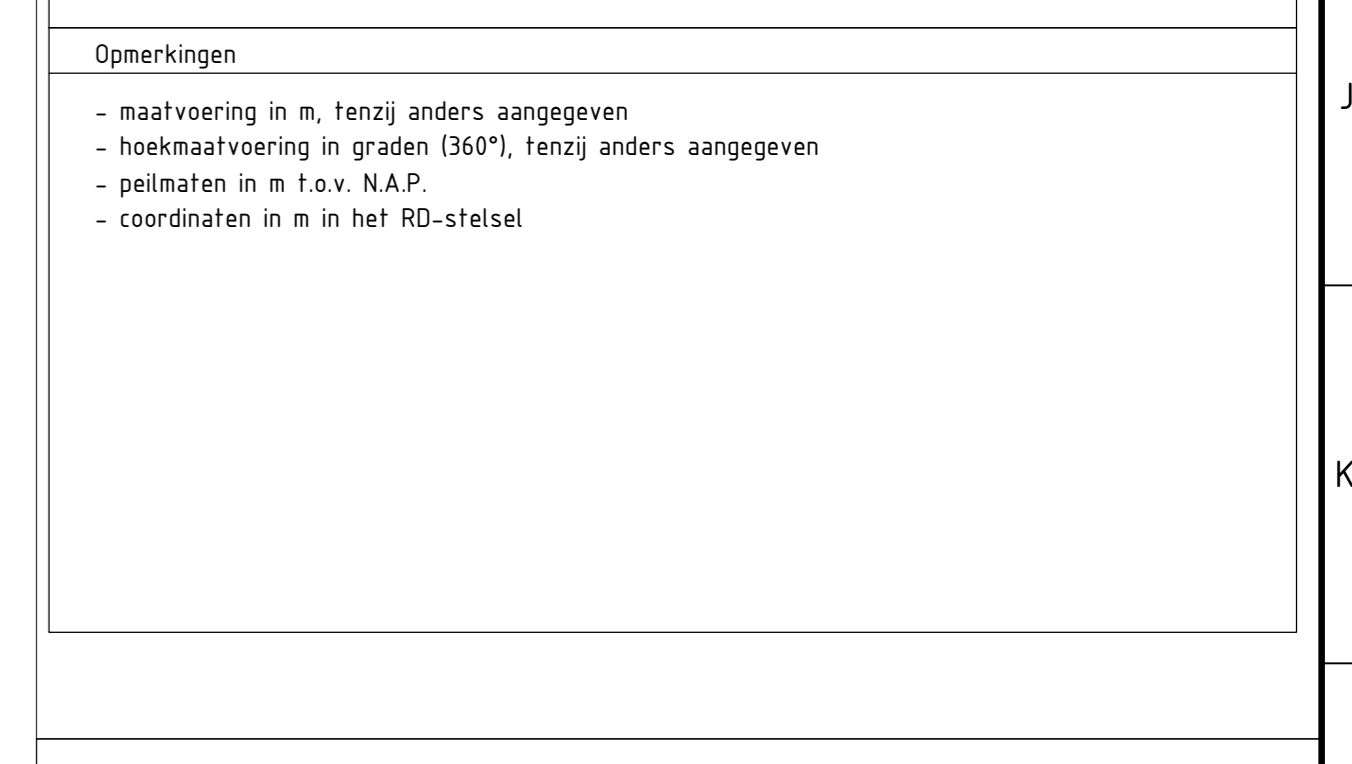 Opmerkingen
- maatvoering in m, tenzij anders aangegeven
- hoekmaatvoering in graden (360°), tenzij anders aangegeven
- peilmaten in m t.o.v. N.A.P.
- coordinaten in m in het RD-stelsel
J
K